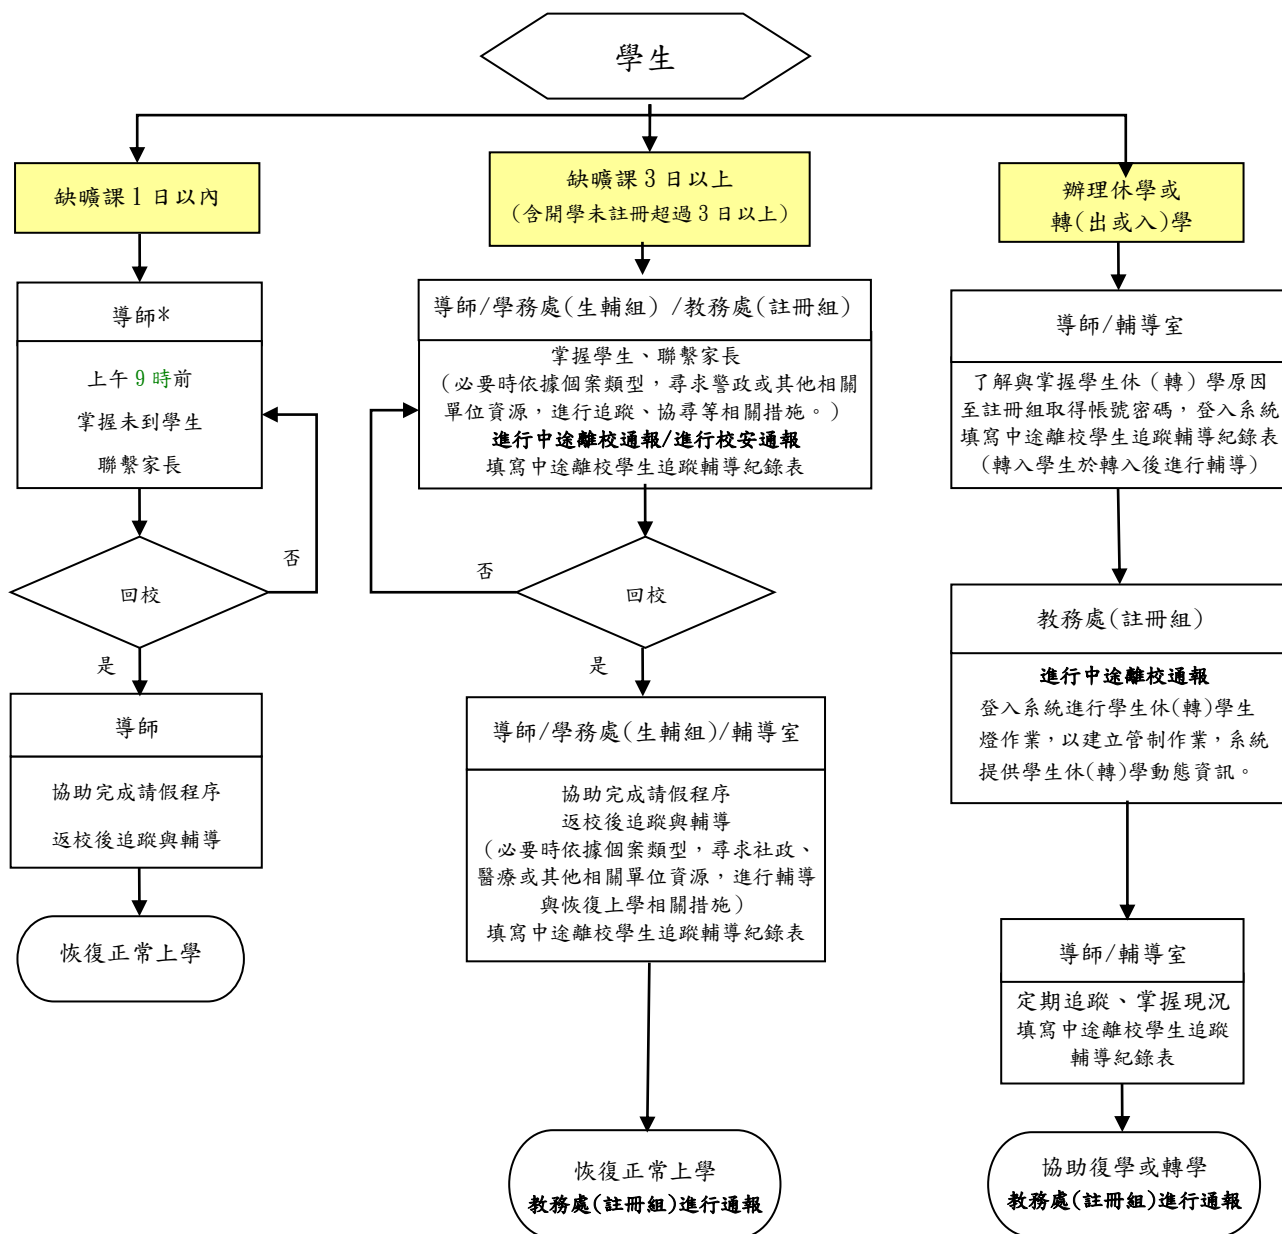 學生
缺曠課 1 日以內
導師*
上午 9 時前
掌握未到學生
聯繫家長
回校
否
是
導師
協助完成請假程序
返校後追蹤與輔導
恢復正常上學
缺曠課 3 日以上
(含開學未註冊超過 3 日以上)
導師/學務處(生輔組) /教務處(註冊組)
掌握學生、聯繫家長
（必要時依據個案類型，尋求警政或其他相關
單位資源，進行追蹤、協尋等相關措施。）
進行中途離校通報/進行校安通報
填寫中途離校學生追蹤輔導紀錄表
回校
否
是
導師/學務處(生輔組)/輔導室
協助完成請假程序
返校後追蹤與輔導
（必要時依據個案類型，尋求社政、
醫療或其他相關單位資源，進行輔導
與恢復上學相關措施）
填寫中途離校學生追蹤輔導紀錄表
恢復正常上學
教務處(註冊組)進行通報
辦理休學或
轉(出或入)學
導師/輔導室
了解與掌握學生休（轉）學原因
至註冊組取得帳號密碼，登入系統
填寫中途離校學生追蹤輔導紀錄表
(轉入學生於轉入後進行輔導)
教務處(註冊組)
進行中途離校通報
登入系統進行學生休(轉)學生
燈作業，以建立管制作業，系統
提供學生休(轉)學動態資訊。
導師/輔導室
定期追蹤、掌握現況
填寫中途離校學生追蹤
輔導紀錄表
協助復學或轉學
教務處(註冊組)進行通報